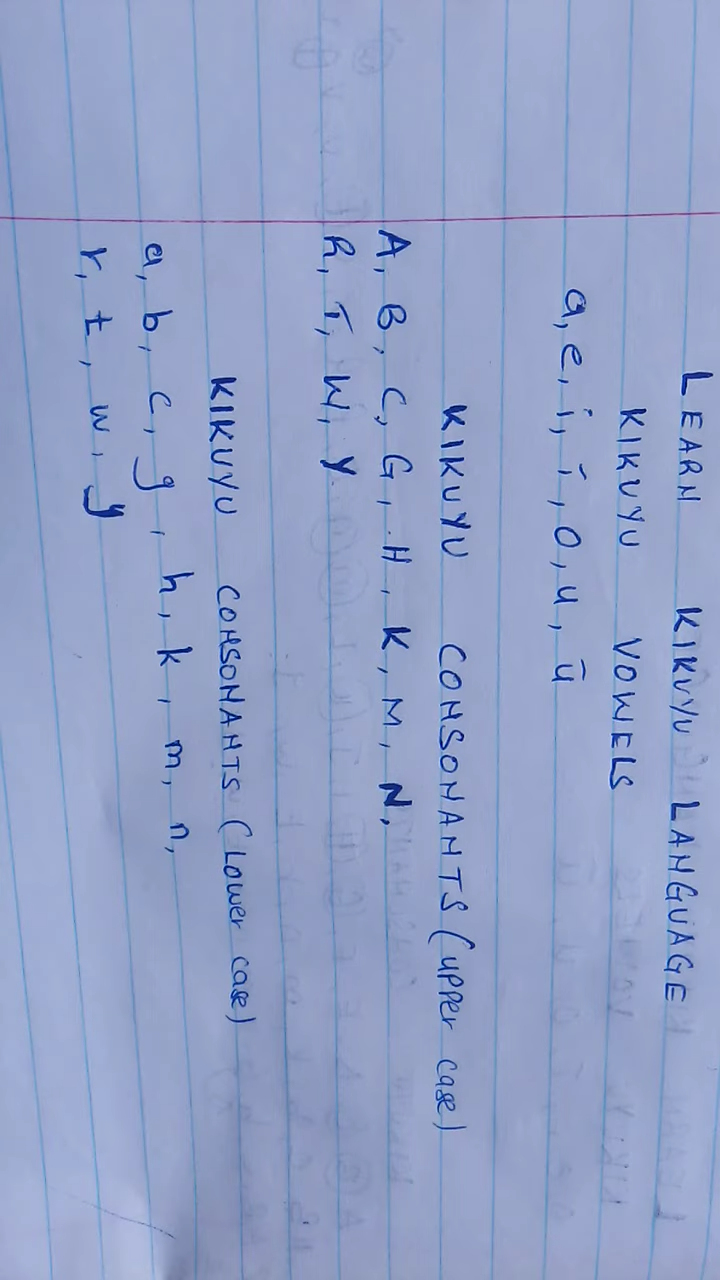 LEARN KIKUYU LANGUAGE
KIKUYU VOWELS
a, e, i, ī, o, u, ū
KIKUYU CONSONANTS (upper case)
A, B, C, G, H, K, M, N,
R, T, W, Y
KIKUYU CONSONANTS (Lower case)
a, b, c, g, h, k, m, n,
r, t, w, y